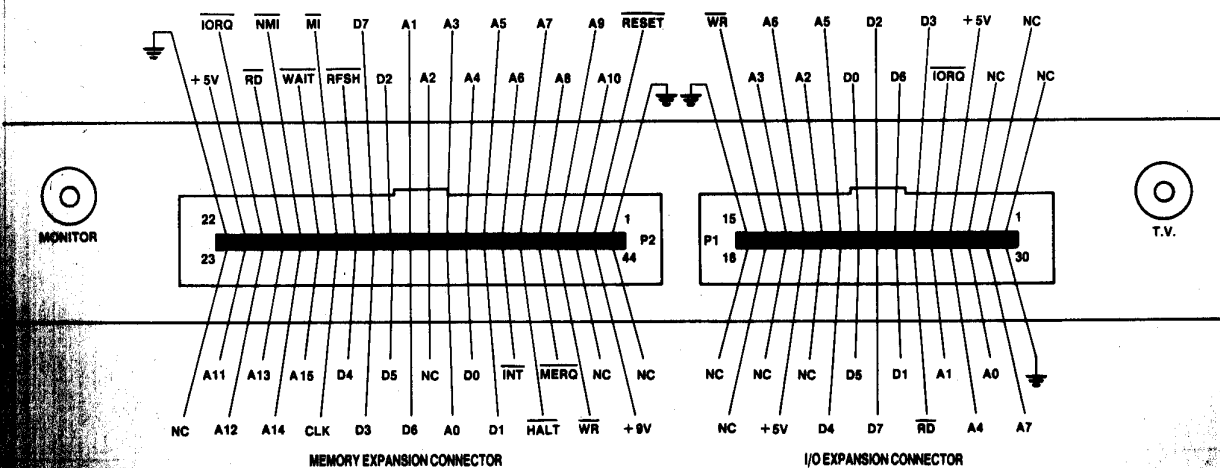 IORQ NMI MI D7 A1 A3 A5 A7 A9 RESET WR A6 A5 D2 D3 +5V NC
+5V RD WAIT RFSH D2 A2 A4 A6 A8 A10 A3 A2 D0 D6 IORQ NC NC
22 1 15 1
MONITOR P2 P1 T.V.
23 44 16 30
A11 A13 A15 D4 D5 NC D0 INT MERQ NC NC NC NC NC D5 D1 A1 A0
NC A12 A14 CLK D3 D6 A0 D1 HALT WR +9V NC +5V D4 D7 RD A4 A7
MEMORY EXPANSION CONNECTOR I/O EXPANSION CONNECTOR